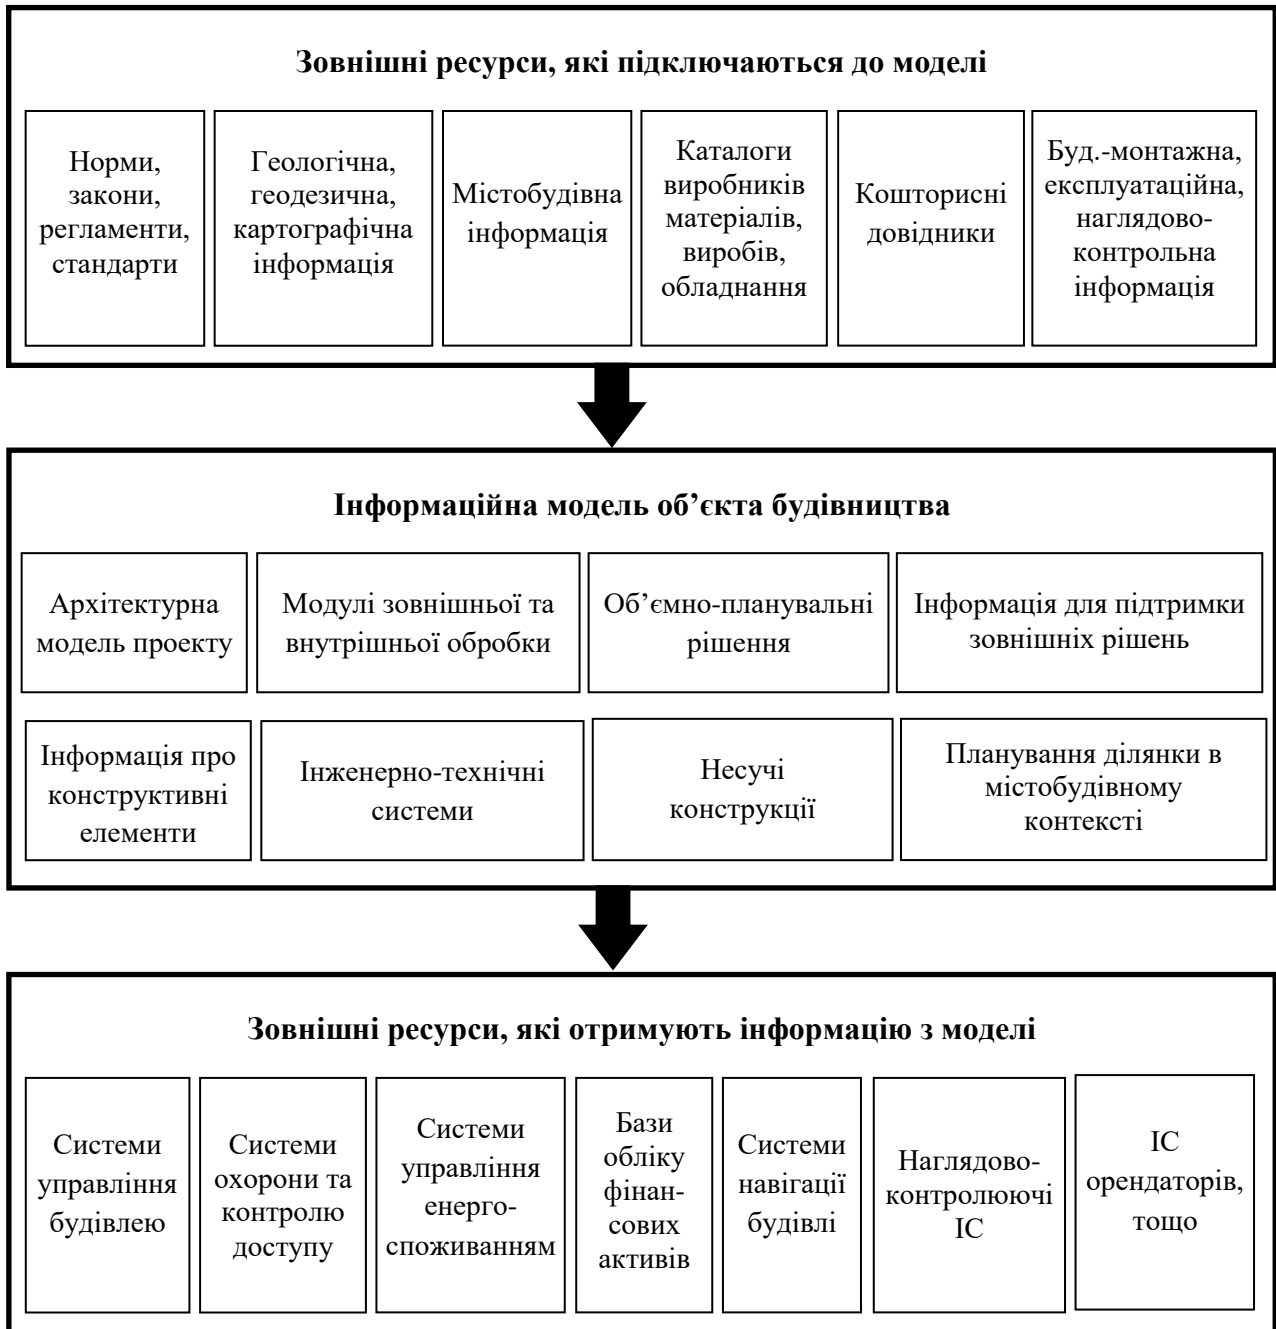 Зовнішні ресурси, які підключаються до моделі
Норми,
закони,
регламенти,
стандарти
Геологічна,
геодезична,
картографічна
інформація
Містобудівна
інформація
Каталоги
виробників
матеріалів,
виробів,
обладнання
Кошторисні
довідники
Буд.-монтажна,
експлуатаційна,
наглядово-
контрольна
інформація
Інформаційна модель об’єкта будівництва
Архітектурна
модель проекту
Модулі зовнішньої та
внутрішньої обробки
Об’ємно-планувальні
рішення
Інформація для підтримки
зовнішніх рішень
Інформація про
конструктивні
елементи
Інженерно-технічні
системи
Несучі
конструкції
Планування ділянки в
містобудівному
контексті
Зовнішні ресурси, які отримують інформацію з моделі
Системи
управління
будівлею
Системи
охорони та
контролю
доступу
Системи
управління
енерго-
споживанням
Бази
обліку
фінан-
сових
активів
Системи
навігації
будівлі
Наглядово-
контролюючі
ІС
ІС
орендаторів,
тощо